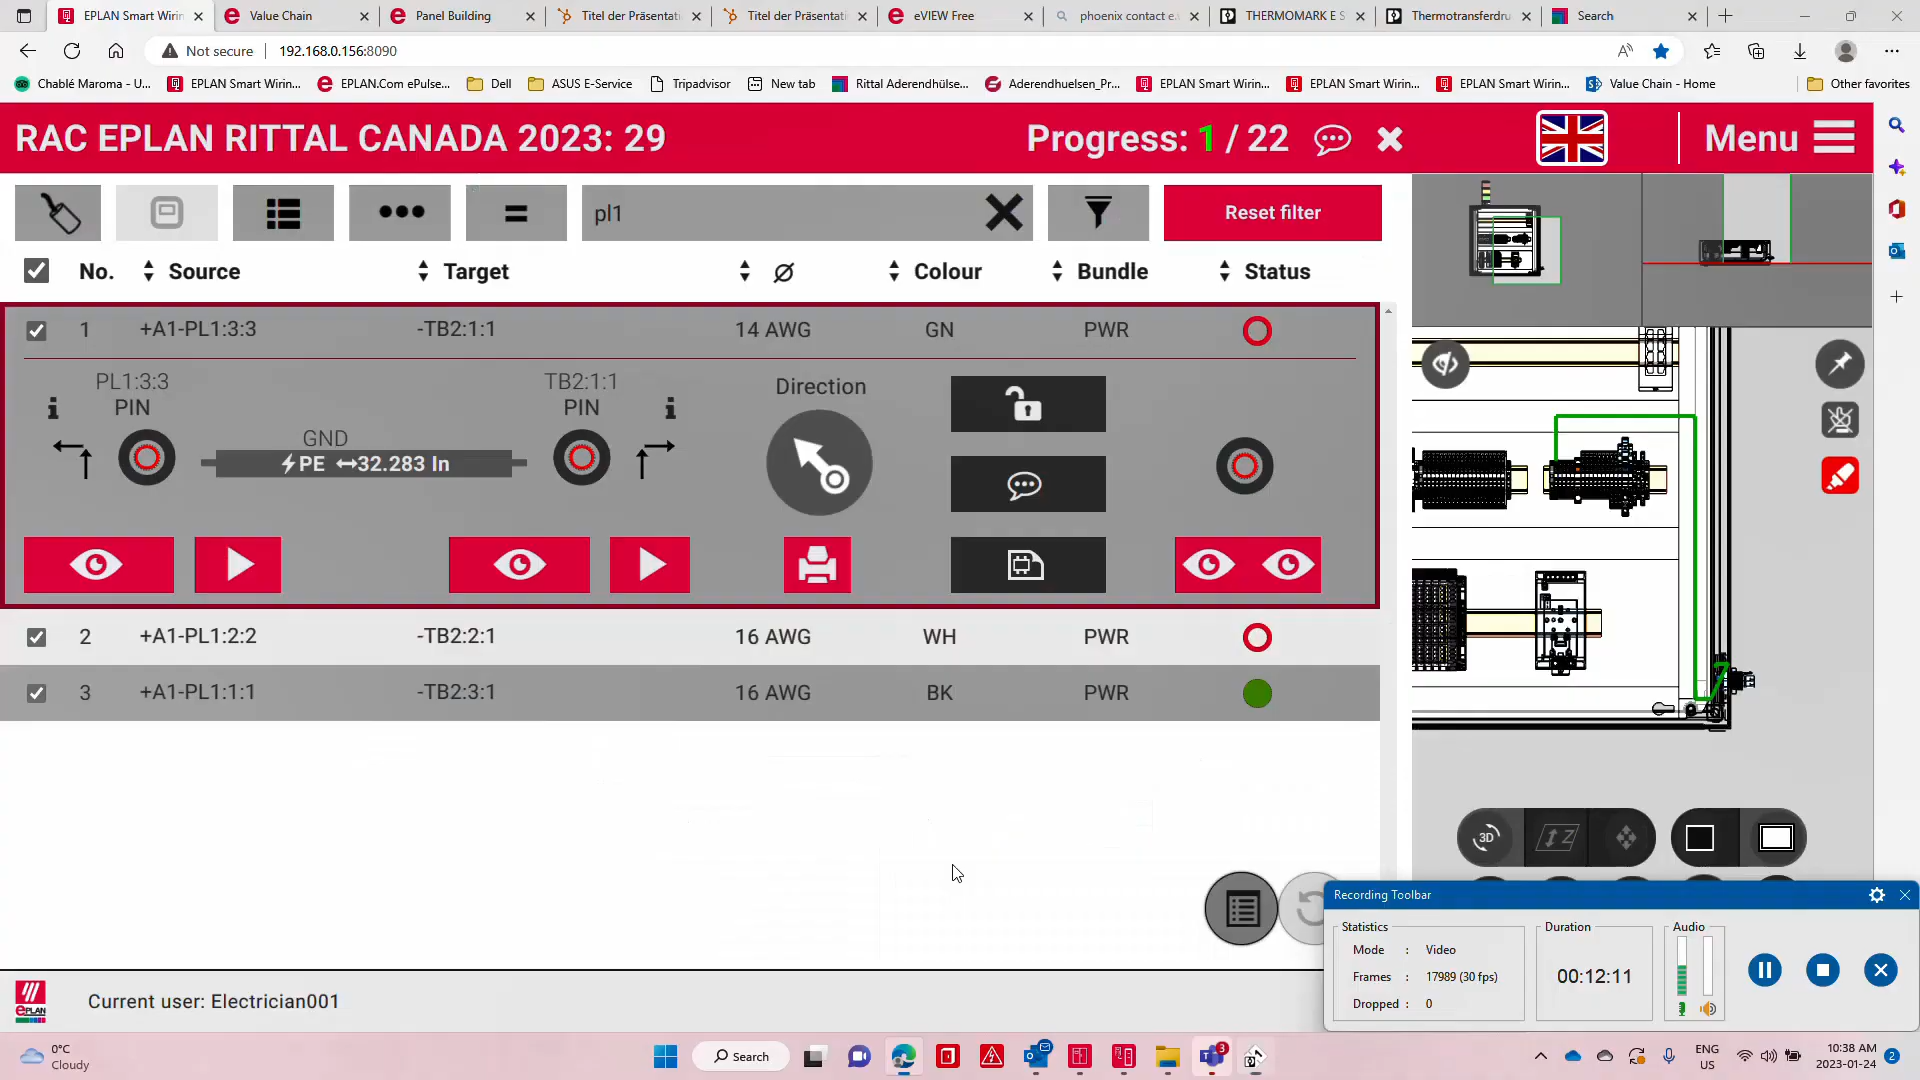 EPLAN Smart Wirin
Value Chain
Panel Building
Titel der Präsentati
Titel der Präsentati
eVIEW Free
phoenix contact e.
THERMOMARK E S
Thermotransferdru
Search
Not secure
192.168.0.156:8090
Chablé Maroma - U...
EPLAN Smart Wirin...
EPLAN.Com ePulse...
Dell
ASUS E-Service
Tripadvisor
New tab
Rittal Aderendhülse...
Aderendhuelsen_Pr...
EPLAN Smart Wirin...
EPLAN Smart Wirin...
EPLAN Smart Wirin...
Value Chain - Home
Other favorites
RAC EPLAN RITTAL CANADA 2023: 29
Progress: 1 / 22
Menu
pl1
Reset filter
No.
Source
Target
Ø
Colour
Bundle
Status
1
+A1-PL1:3:3
-TB2:1:1
14 AWG
GN
PWR
PL1:3:3
PIN
TB2:1:1
PIN
Direction
GND
PE ↔32.283 In
2
+A1-PL1:2:2
-TB2:2:1
16 AWG
WH
PWR
3
+A1-PL1:1:1
-TB2:3:1
16 AWG
BK
PWR
3D
Z
Recording Toolbar
Statistics
Mode : Video
Frames : 17989 (30 fps)
Dropped : 0
Duration
00:12:11
Audio
ePLAN
Current user: Electrician001
0°C
Cloudy
Search
3
ENG
US
10:38 AM
2023-01-24
2